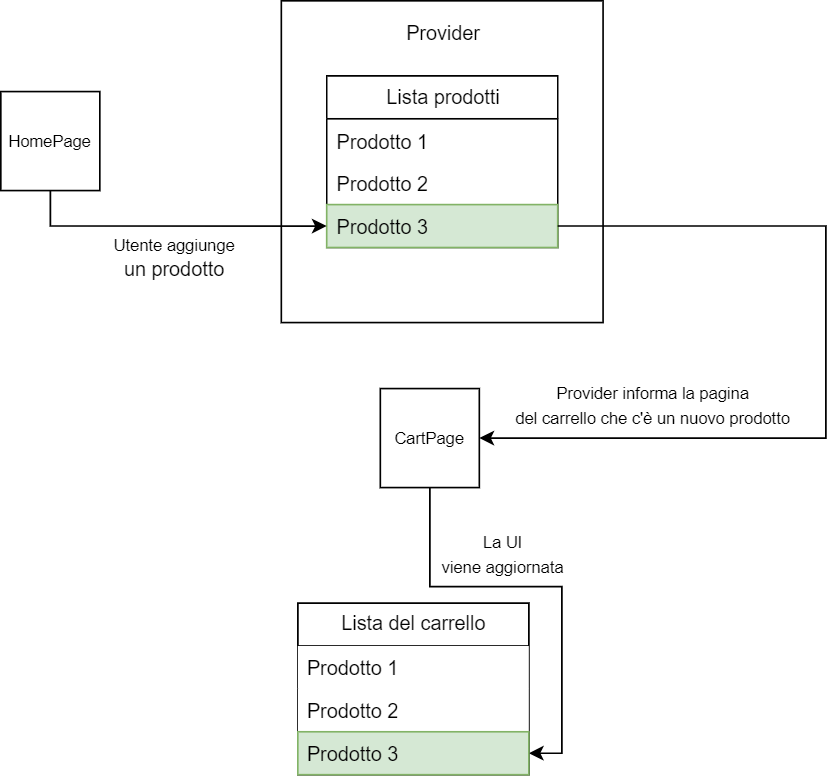 Provider
Lista prodotti
HomePage
Prodotto 1
Prodotto 2
Prodotto 3
Utente aggiunge
un prodotto
Provider informa la pagina
del carrello che c'è un nuovo prodotto
CartPage
La UI
viene aggiornata
Lista del carrello
Prodotto 1
Prodotto 2
Prodotto 3